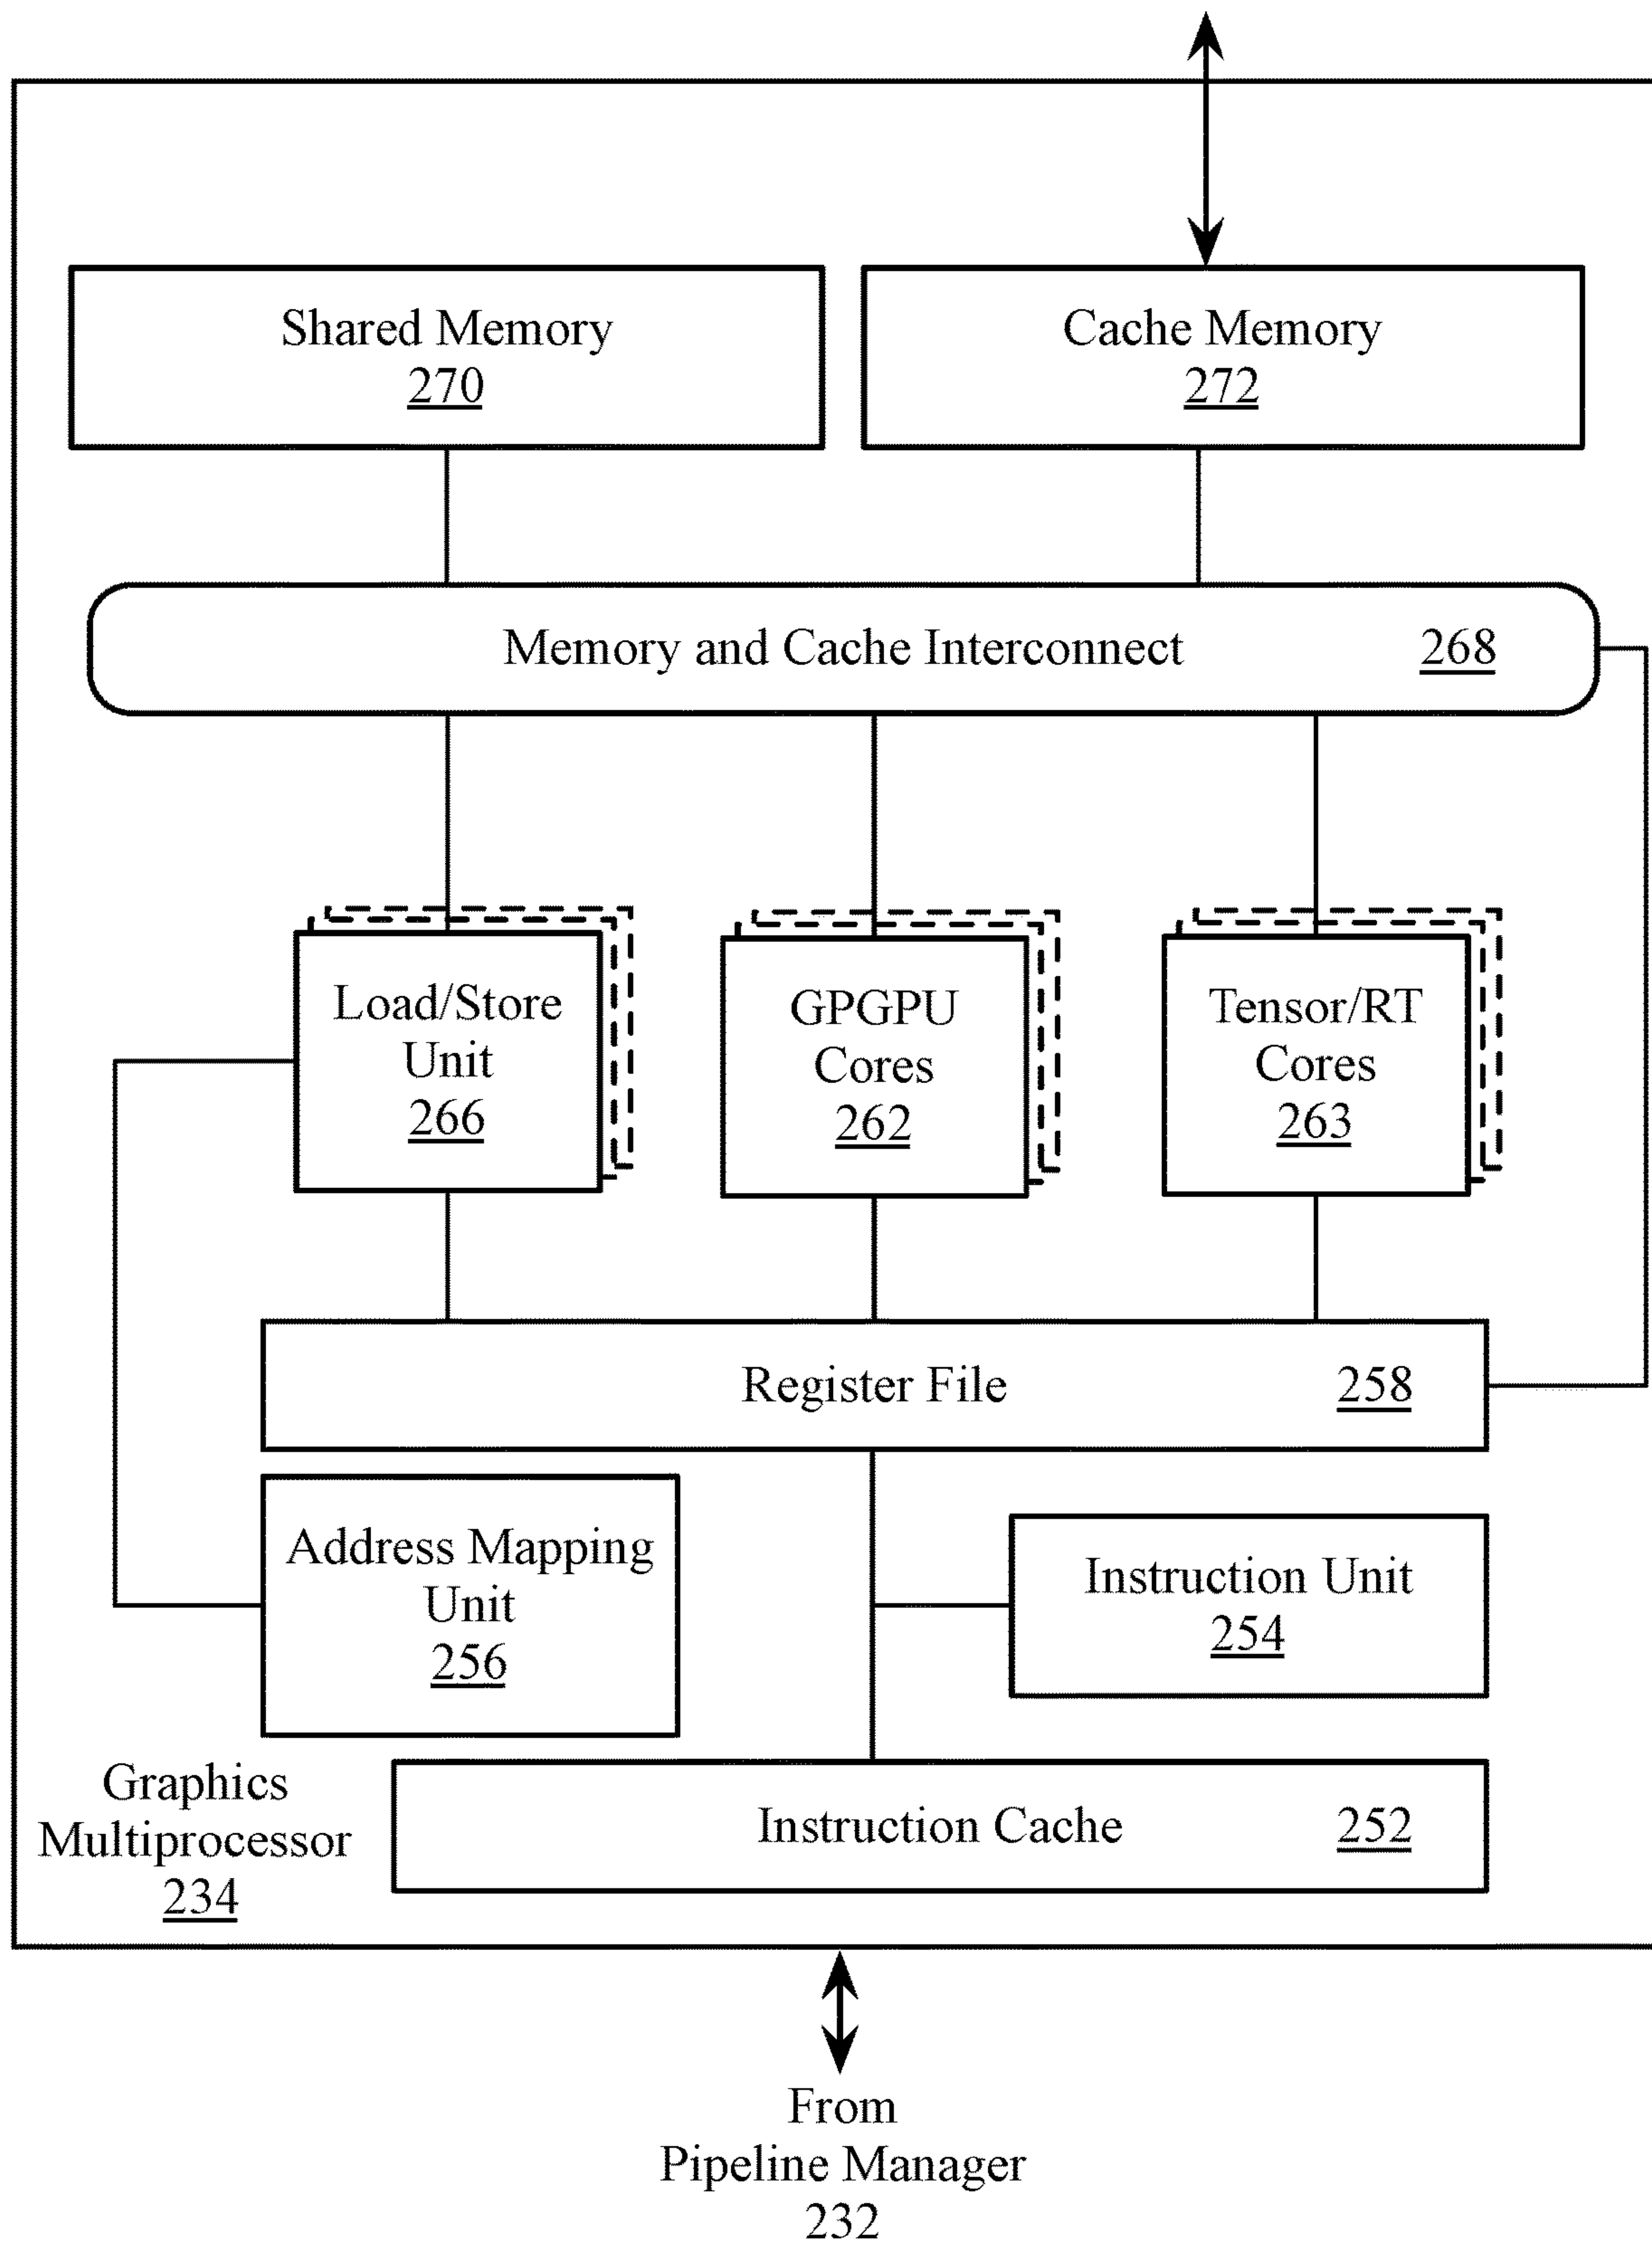 Shared Memory
270
Cache Memory
272
Memory and Cache Interconnect 268
Load/Store
Unit
266
GPGPU
Cores
262
Tensor/RT
Cores
263
Register File 258
Address Mapping
Unit
256
Instruction Unit
254
Graphics
Multiprocessor
234
Instruction Cache 252
From
Pipeline Manager
232